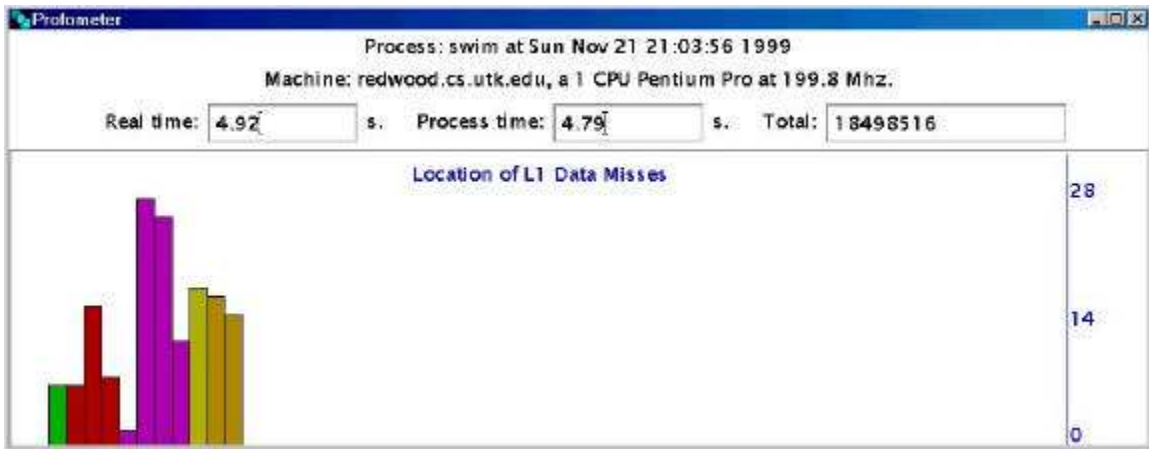 Profometer
Process: swim at Sun Nov 21 21:03:56 1999
Machine: redwood.cs.utk.edu, a 1 CPU Pentium Pro at 199.8 Mhz.
Real time: 4.92 s. Process time: 4.79 s. Total: 18498516
Location of L1 Data Misses
28
14
0